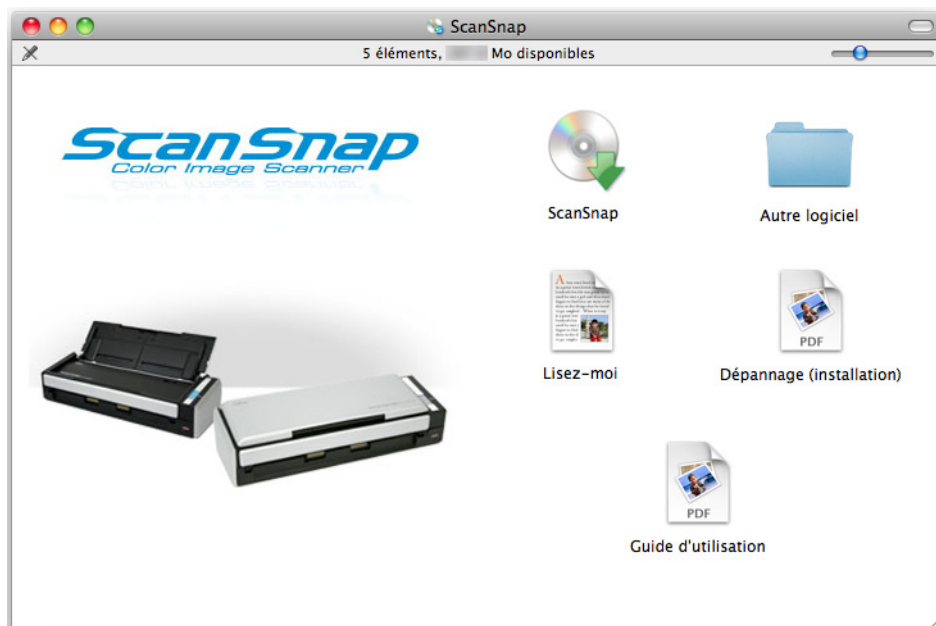 ScanSnap
5 éléments, Mo disponibles
ScanSnap
Color Image Scanner
ScanSnap
Autre logiciel
Lisez-moi
PDF
Dépannage (installation)
PDF
Guide d'utilisation